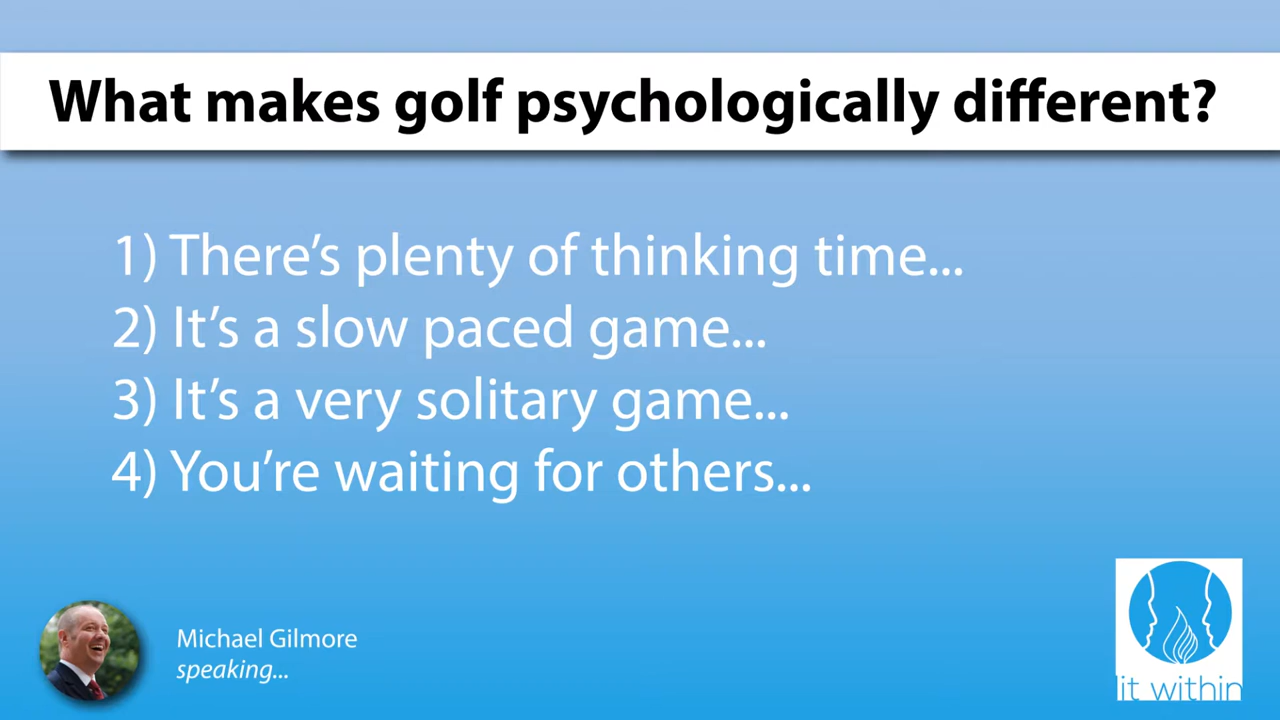 What makes golf psychologically different?
1) There’s plenty of thinking time...
2) It’s a slow paced game...
3) It’s a very solitary game...
4) You’re waiting for others...
Michael Gilmore
speaking...
lit within